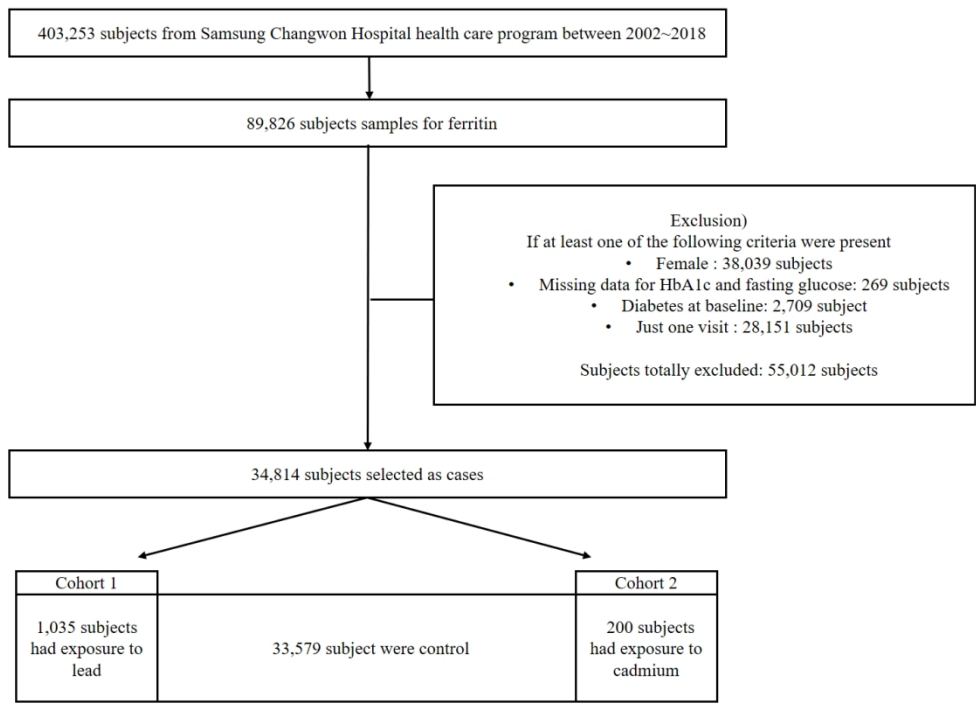 403,253 subjects from Samsung Changwon Hospital health care program between 2002~2018
89,826 subjects samples for ferritin
Exclusion)
If at least one of the following criteria were present
• Female : 38,039 subjects
• Missing data for HbA1c and fasting glucose: 269 subjects
• Diabetes at baseline: 2,709 subject
• Just one visit : 28,151 subjects
Subjects totally excluded: 55,012 subjects
34,814 subjects selected as cases
Cohort 1
1,035 subjects
had exposure to
lead
33,579 subject were control
Cohort 2
200 subjects
had exposure to
cadmium